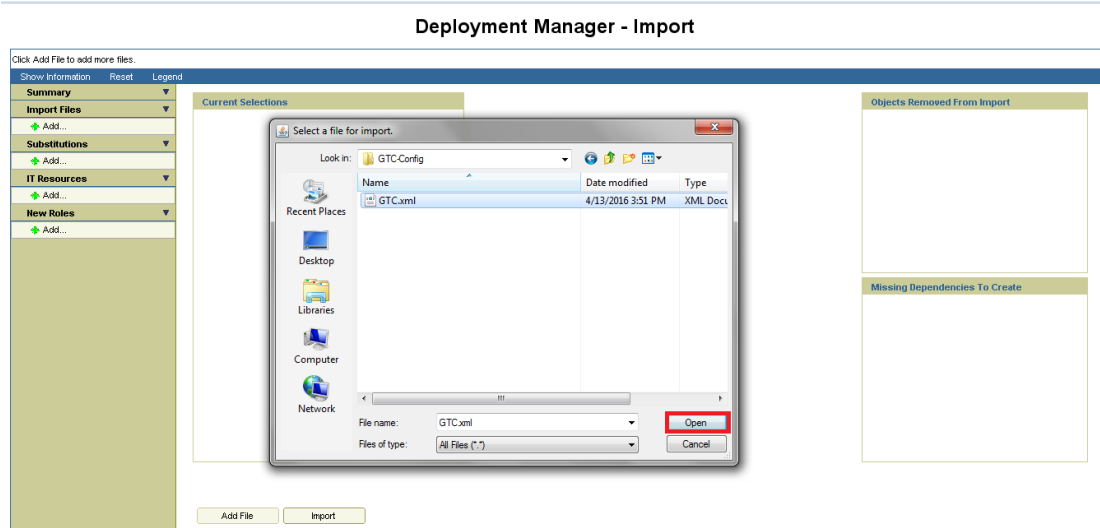 Deployment Manager - Import
Click Add File to add more files.
Show Information Reset Legend
Summary
Import Files
Add...
Substitutions
Add...
IT Resources
Add...
New Roles
Add...
Current Selections
Objects Removed From Import
Missing Dependencies To Create
Select a file for import.
Look in: GTC-Config
Name Date modified Type
GTC.xml 4/13/2016 3:51 PM XML Docu
Recent Places
Desktop
Libraries
Computer
Network
File name: GTC.xml Open
Files of type: All Files (*.*) Cancel
Add File Import